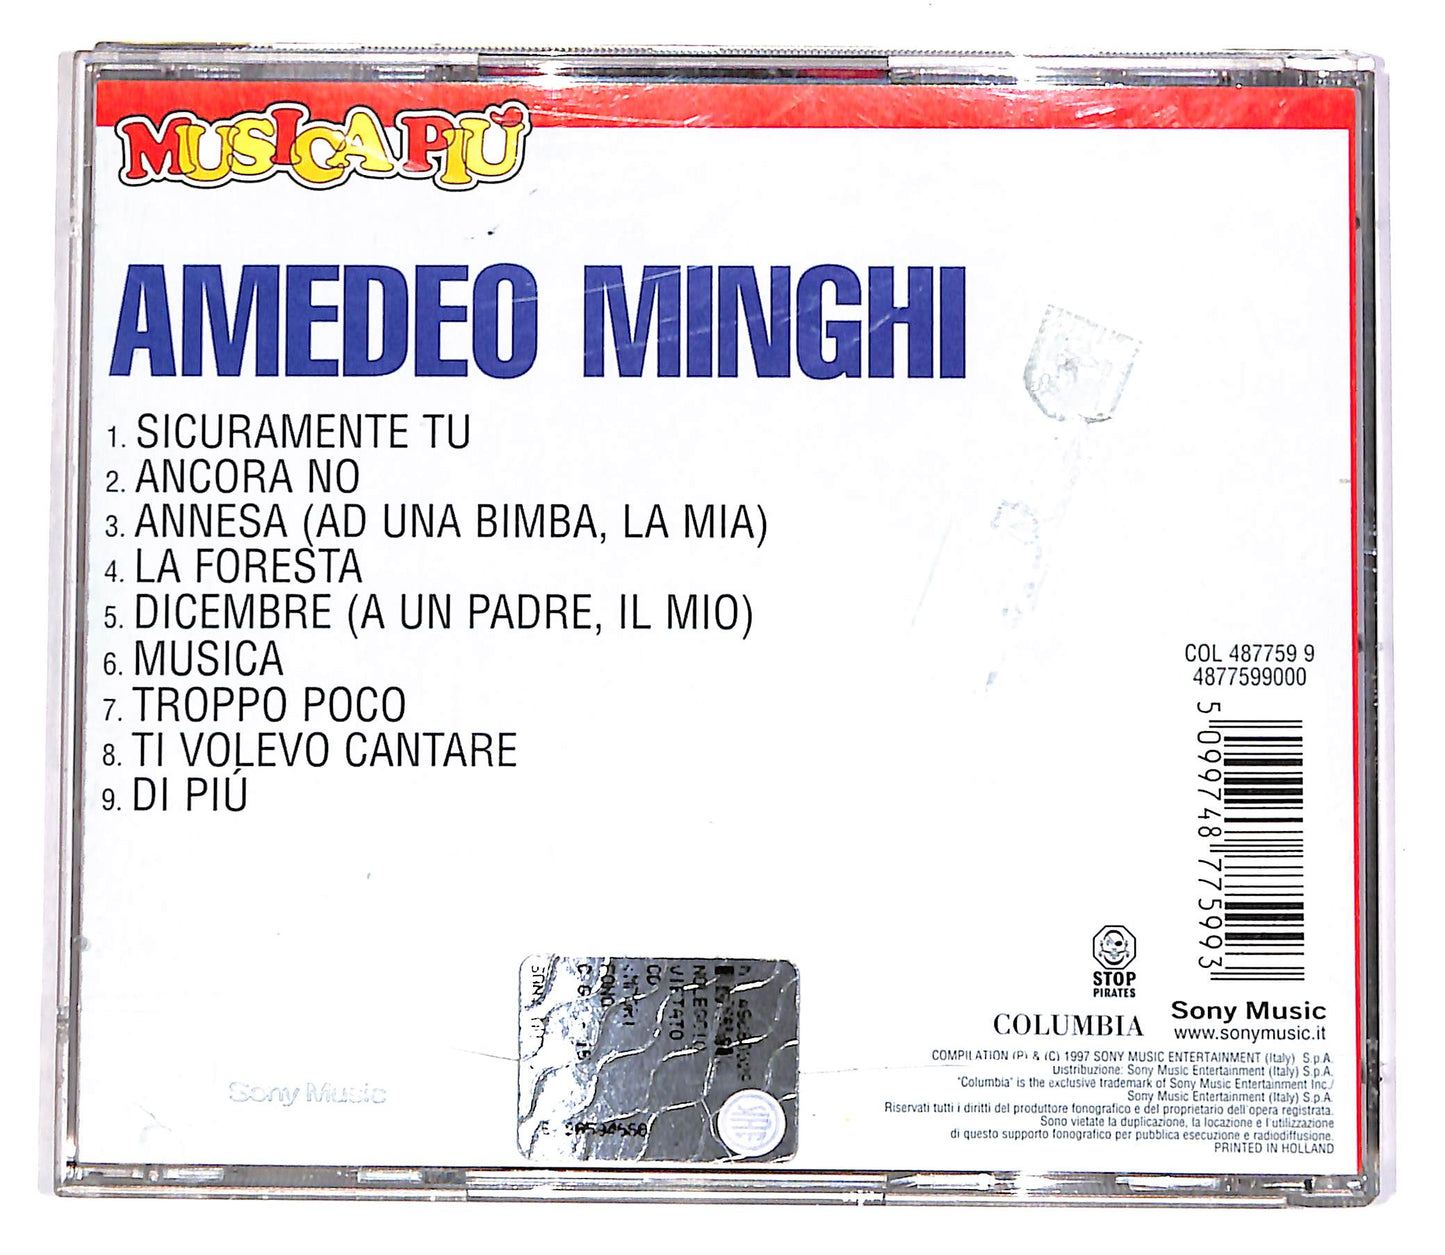 MUSICA PIÙ
AMEDEO MINGHI
1. SICURAMENTE TU
2. ANCORA NO
3. ANNESA (AD UNA BIMBA, LA MIA)
4. LA FORESTA
5. DICEMBRE (A UN PADRE, IL MIO)
6. MUSICA
7. TROPPO POCO
8. TI VOLEVO CANTARE
9. DI PIÚ
COL 487759 9
4877599000
5 099748 775993
STOP
PIRATES
COLUMBIA
Sony Music
www.sonymusic.it
COMPILATION (P) & (C) 1997 SONY MUSIC ENTERTAINMENT (Italy) S.p.A.
Distribuzione: Sony Music Entertainment (Italy) S.p.A.
"Columbia" is the exclusive trademark of Sony Music Entertainment Inc./
Sony Music Entertainment (Italy) S.p.A.
Riservati tutti i diritti del produttore fonografico e del proprietario dell'opera registrata.
Sono vietate la duplicazione, la locazione e l'utilizzazione
di questo supporto fonografico per pubblica esecuzione e radiodiffusione.
PRINTED IN HOLLAND
NOLEGGIO
VIETATO
CD
SIAE
Sony Music